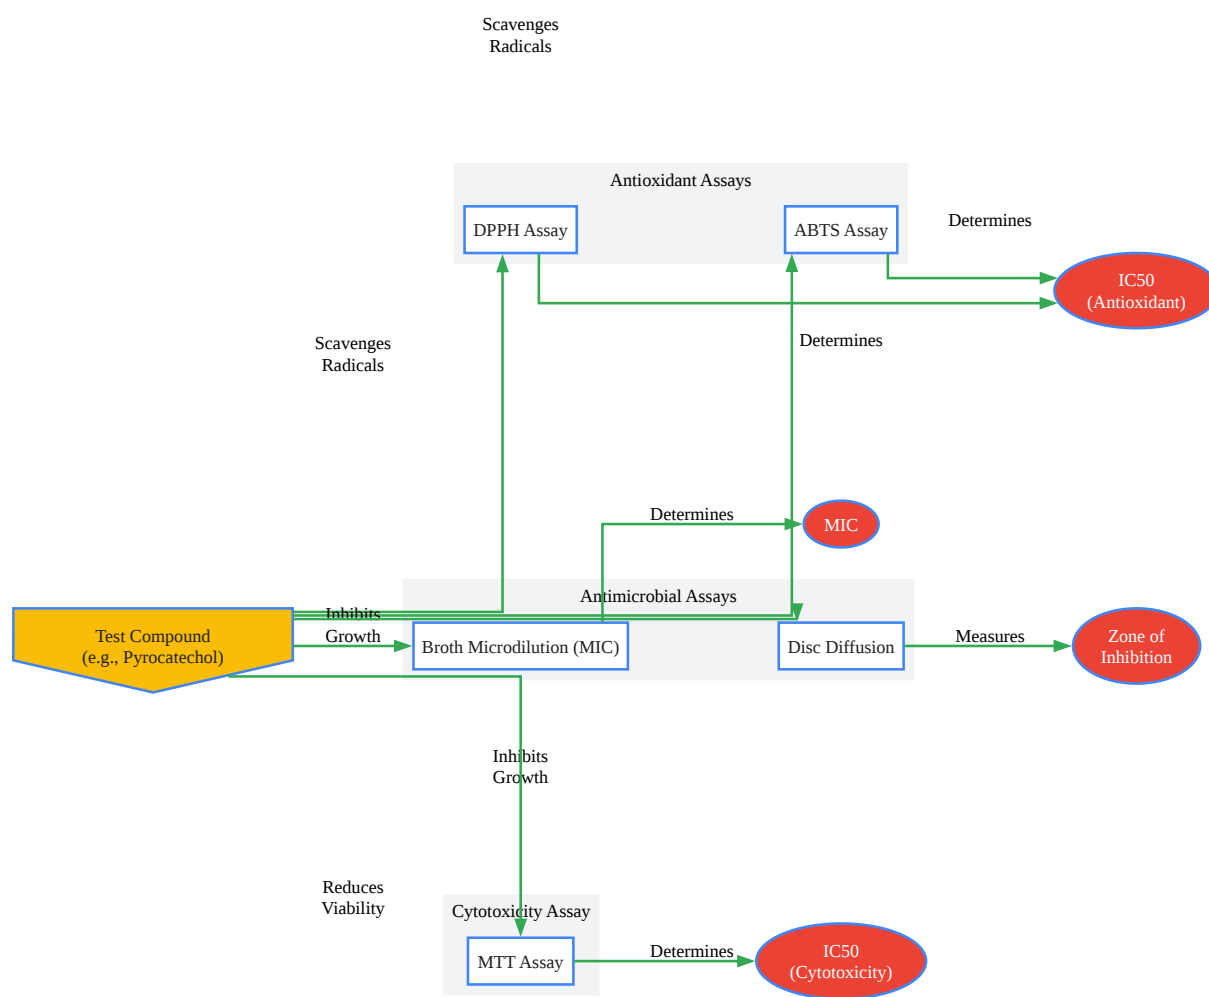 Scavenges
Radicals
Antioxidant Assays
DPPH Assay
ABTS Assay
Determines
IC50
(Antioxidant)
Scavenges
Radicals
Determines
Determines
MIC
Antimicrobial Assays
Inhibits
Growth
Test Compound
(e.g., Pyrocatechol)
Broth Microdilution (MIC)
Disc Diffusion
Measures
Zone of
Inhibition
Inhibits
Growth
Reduces
Viability
Cytotoxicity Assay
MTT Assay
Determines
IC50
(Cytotoxicity)